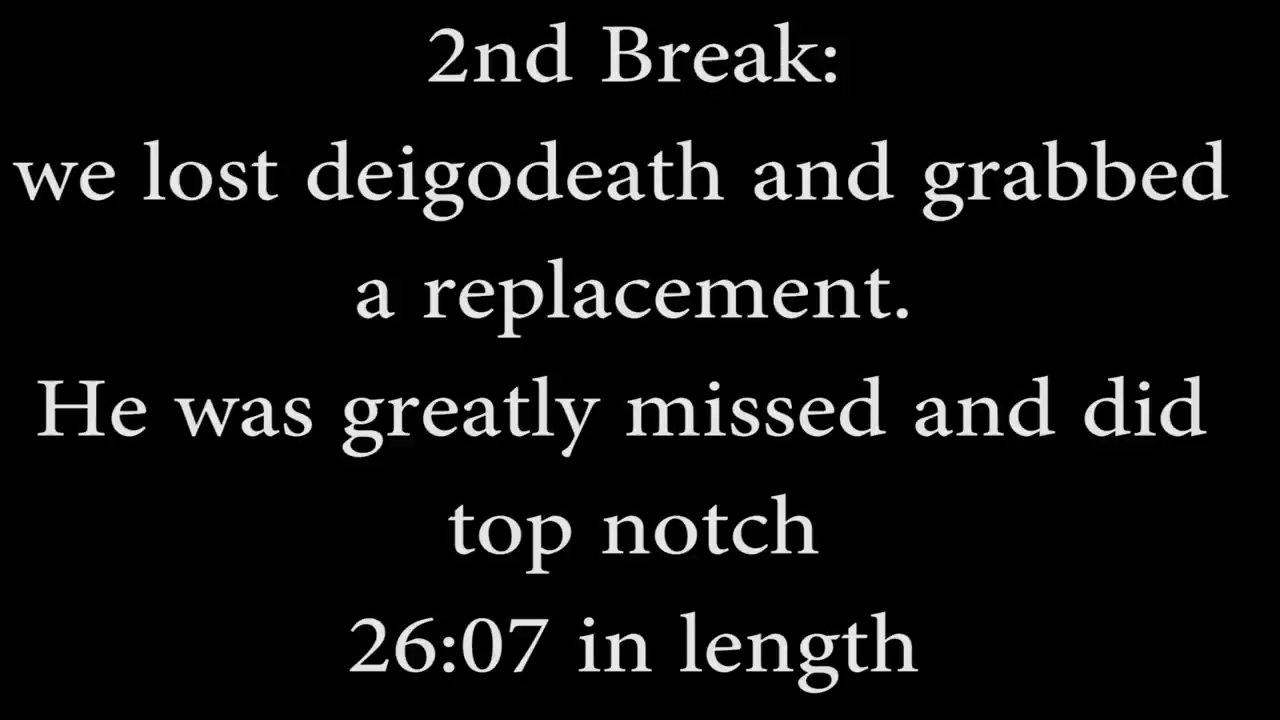 2nd Break:
we lost deigodeath and grabbed
a replacement.
He was greatly missed and did
top notch
26:07 in length